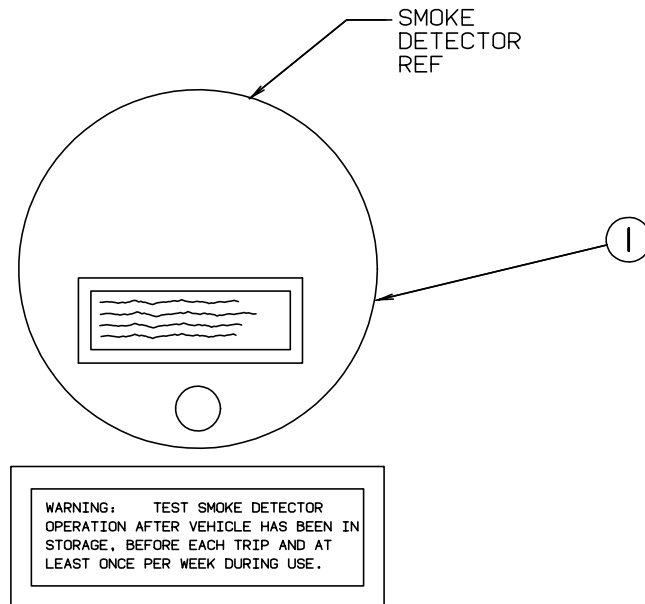 SMOKE
DETECTOR
REF
1
WARNING: TEST SMOKE DETECTOR
OPERATION AFTER VEHICLE HAS BEEN IN
STORAGE, BEFORE EACH TRIP AND AT
LEAST ONCE PER WEEK DURING USE.